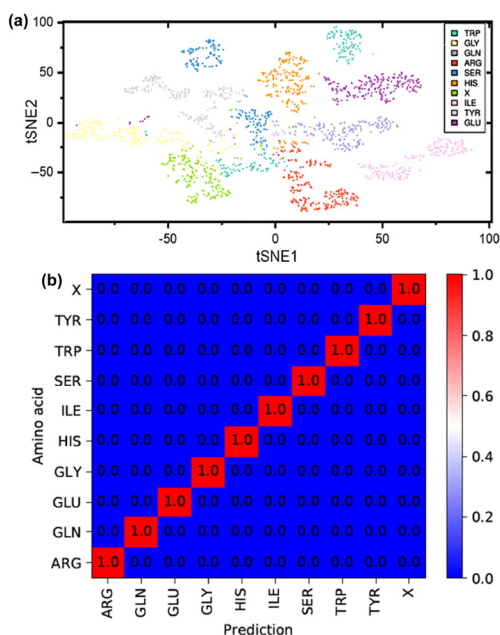 (a)
100
50
0
-50
-50
0
50
100
tSNE2
tSNE1
TRP
GLY
GLN
ARG
SER
HIS
X
ILE
TYR
GLU
(b)
X 0.0 0.0 0.0 0.0 0.0 0.0 0.0 0.0 0.0 1.0
TYR 0.0 0.0 0.0 0.0 0.0 0.0 0.0 0.0 1.0 0.0
TRP 0.0 0.0 0.0 0.0 0.0 0.0 0.0 1.0 0.0 0.0
SER 0.0 0.0 0.0 0.0 0.0 0.0 1.0 0.0 0.0 0.0
ILE 0.0 0.0 0.0 0.0 0.0 1.0 0.0 0.0 0.0 0.0
HIS 0.0 0.0 0.0 0.0 1.0 0.0 0.0 0.0 0.0 0.0
GLY 0.0 0.0 0.0 1.0 0.0 0.0 0.0 0.0 0.0 0.0
GLU 0.0 0.0 1.0 0.0 0.0 0.0 0.0 0.0 0.0 0.0
GLN 0.0 1.0 0.0 0.0 0.0 0.0 0.0 0.0 0.0 0.0
ARG 1.0 0.0 0.0 0.0 0.0 0.0 0.0 0.0 0.0 0.0
Amino acid
ARG GLN GLU GLY HIS ILE SER TRP TYR X
Prediction
1.0
0.8
0.6
0.4
0.2
0.0